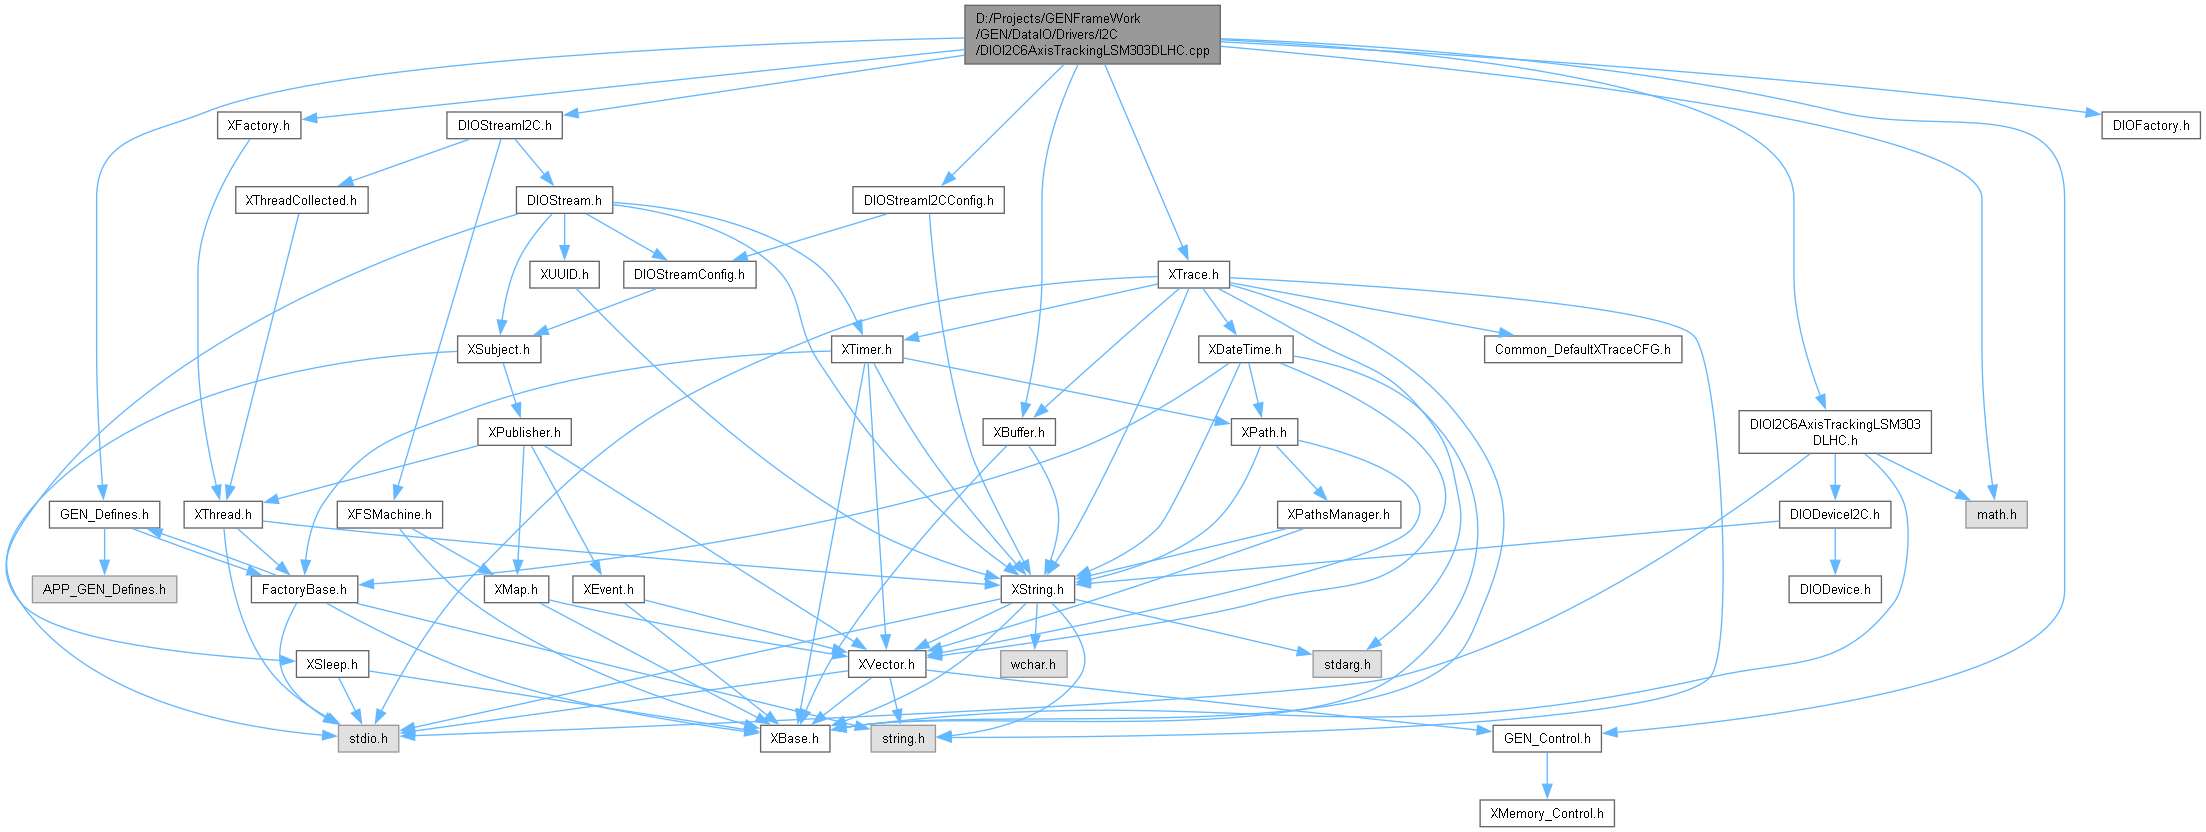 D:/Projects/GENFrameWork
/GEN/DataIO/Drivers/I2C
/DIOI2C6AxisTrackingLSM303DLHC.cpp
XFactory.h
DIOStreamI2C.h
DIOFactory.h
XThreadCollected.h
DIOStream.h
DIOStreamI2CConfig.h
XUUID.h
DIOStreamConfig.h
XTrace.h
XSubject.h
XTimer.h
XDateTime.h
Common_DefaultXTraceCFG.h
XPublisher.h
XBuffer.h
XPath.h
DIOI2C6AxisTrackingLSM303
DLHC.h
GEN_Defines.h
XThread.h
XFSMachine.h
XPathsManager.h
DIODeviceI2C.h
math.h
APP_GEN_Defines.h
FactoryBase.h
XMap.h
XEvent.h
XString.h
DIODevice.h
XSleep.h
XVector.h
wchar.h
stdarg.h
stdio.h
XBase.h
string.h
GEN_Control.h
XMemory_Control.h